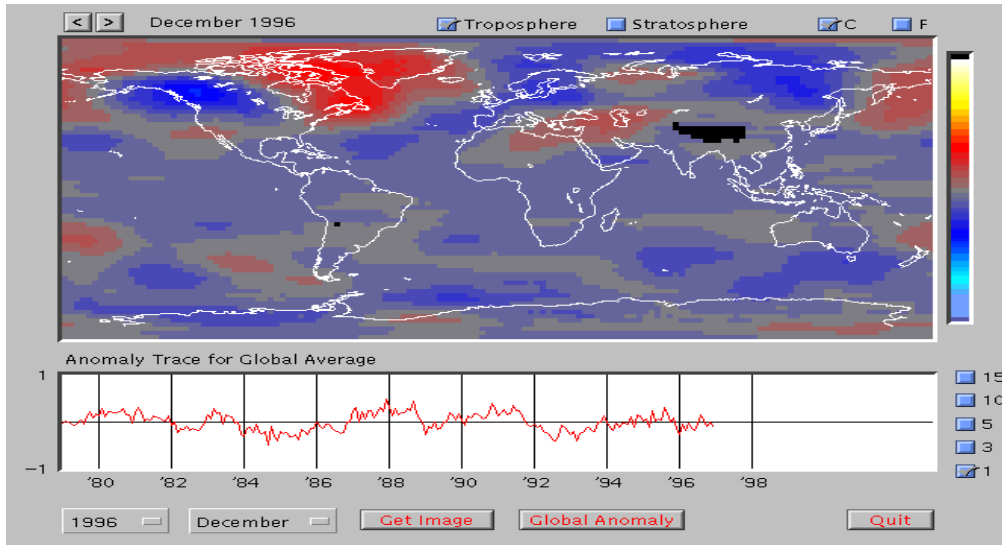 < > December 1996 Troposphere Stratosphere C F
Anomaly Trace for Global Average
1
-1
15
10
5
3
1
'80 '82 '84 '86 '88 '90 '92 '94 '96 '98
1996 December Get Image Global Anomaly Quit